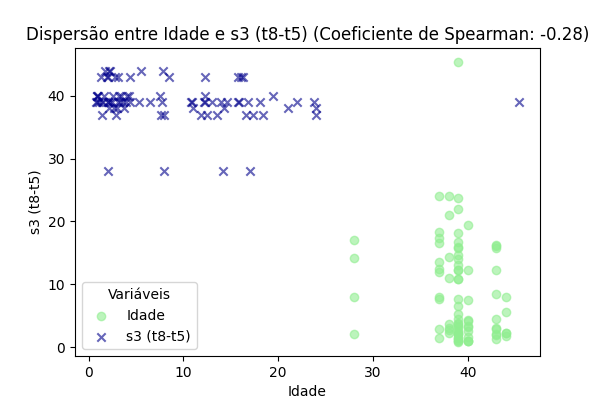 Dispersão entre Idade e s3 (t8-t5) (Coeficiente de Spearman: -0.28)
s3 (t8-t5)
40
30
20
10
0
Variáveis
Idade
s3 (t8-t5)
0 10 20 30 40
Idade